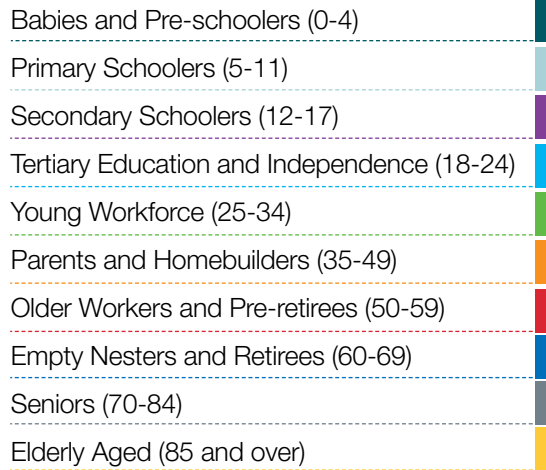 Babies and Pre-schoolers (0-4)
Primary Schoolers (5-11)
Secondary Schoolers (12-17)
Tertiary Education and Independence (18-24)
Young Workforce (25-34)
Parents and Homebuilders (35-49)
Older Workers and Pre-retirees (50-59)
Empty Nesters and Retirees (60-69)
Seniors (70-84)
Elderly Aged (85 and over)